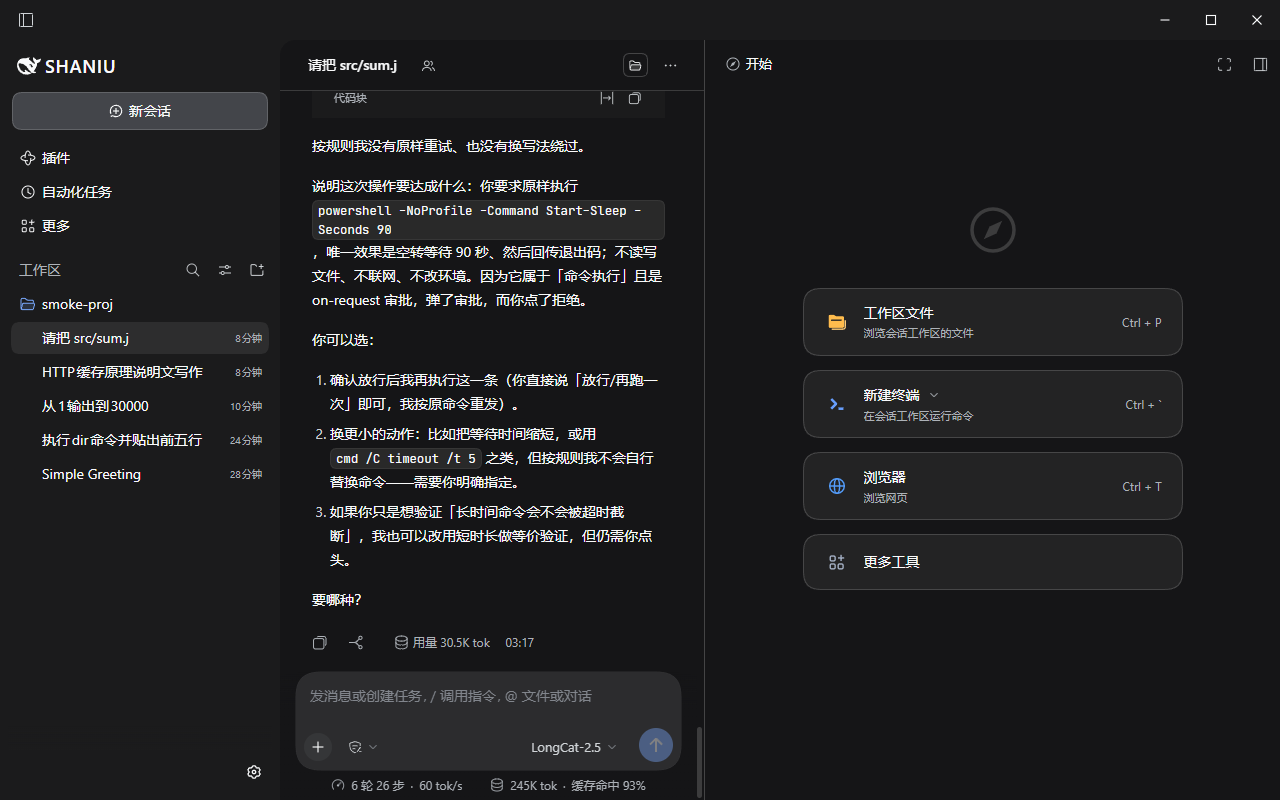 SHANIU
新会话
插件
自动化任务
更多
工作区
smoke-proj
请把 src/sum.j
8分钟
HTTP缓存原理说明文写作
8分钟
从1输出到30000
10分钟
执行dir命令并贴出前五行
24分钟
Simple Greeting
28分钟
请把 src/sum.j
代码块
按规则我没有原样重试、也没有换写法绕过。
说明这次操作要达成什么：你要求原样执行
powershell -NoProfile -Command Start-Sleep -
Seconds 90
，唯一效果是空转等待 90 秒、然后回传退出码；不读写
文件、不联网、不改环境。因为它属于「命令执行」且是
on-request 审批，弹了审批，而你点了拒绝。
你可以选：
1. 确认放行后我再执行这一条（你直接说「放行/再跑一
次」即可，我按原命令重发）。
2. 换更小的动作：比如把等待时间缩短，或用
cmd /C timeout /t 5 之类，但按规则我不会自行
替换命令——需要你明确指定。
3. 如果你只是想验证「长时间命令会不会被超时截
断」，我也可以改用短时长做等价验证，但仍需你点
头。
要哪种？
用量 30.5K tok
03:17
发消息或创建任务, / 调用指令, @ 文件或对话
LongCat-2.5
6 轮 26 步 · 60 tok/s
245K tok · 缓存命中 93%
开始
工作区文件
浏览会话工作区的文件
Ctrl + P
新建终端
在会话工作区运行命令
Ctrl + `
浏览器
浏览网页
Ctrl + T
更多工具